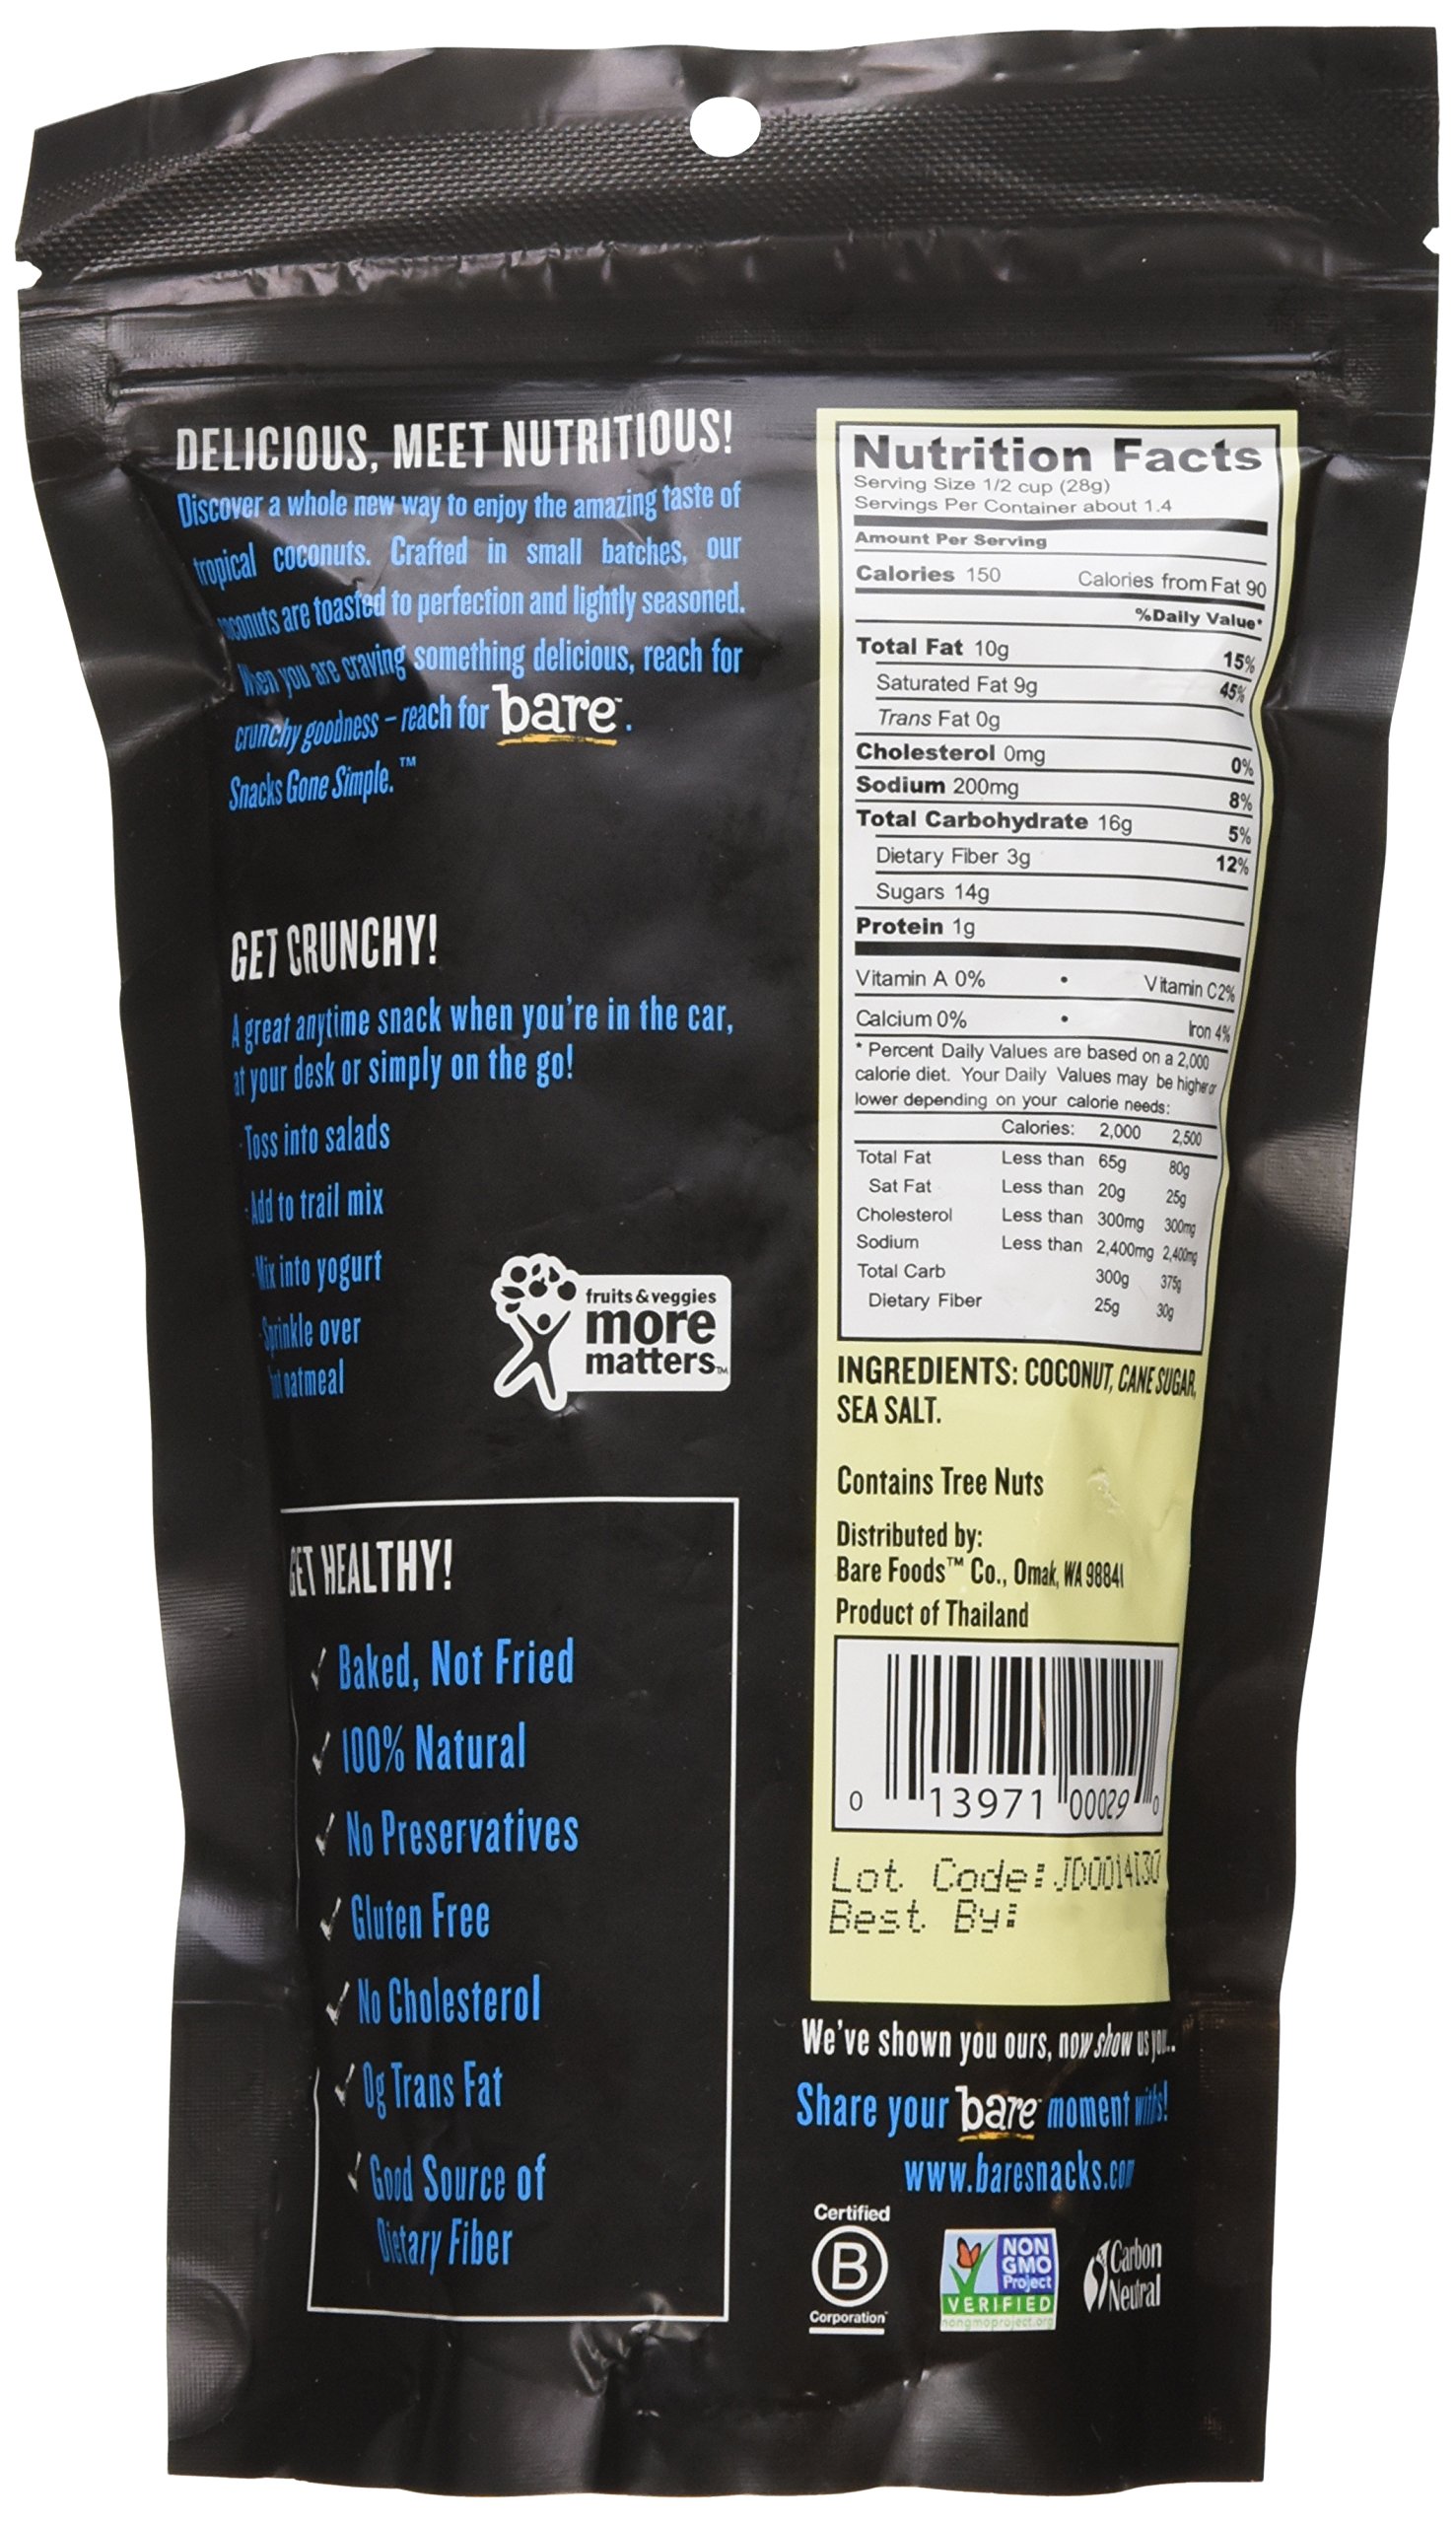 DELICIOUS, MEET NUTRITIOUS!
Discover a whole new way to enjoy the amazing taste of
tropical coconuts. Crafted in small batches, our
coconuts are toasted to perfection and lightly seasoned.
When you are craving something delicious, reach for
crunchy goodness – reach for bare™.
Snacks Gone Simple.™
GET CRUNCHY!
A great anytime snack when you're in the car,
at your desk or simply on the go!
- Toss into salads
- Add to trail mix
- Mix into yogurt
- Sprinkle over
hot oatmeal
fruits & veggies
more
matters™
GET HEALTHY!
✓ Baked, Not Fried
✓ 100% Natural
✓ No Preservatives
✓ Gluten Free
✓ No Cholesterol
✓ 0g Trans Fat
✓ Good Source of
Dietary Fiber
Nutrition Facts
Serving Size 1/2 cup (28g)
Servings Per Container about 1.4
Amount Per Serving
Calories 150 Calories from Fat 90
%Daily Value*
Total Fat 10g 15%
Saturated Fat 9g 45%
Trans Fat 0g
Cholesterol 0mg 0%
Sodium 200mg 8%
Total Carbohydrate 16g 5%
Dietary Fiber 3g 12%
Sugars 14g
Protein 1g
Vitamin A 0% • Vitamin C 2%
Calcium 0% • Iron 4%
* Percent Daily Values are based on a 2,000
calorie diet. Your Daily Values may be higher or
lower depending on your calorie needs:
Calories: 2,000 2,500
Total Fat Less than 65g 80g
Sat Fat Less than 20g 25g
Cholesterol Less than 300mg 300mg
Sodium Less than 2,400mg 2,400mg
Total Carb 300g 375g
Dietary Fiber 25g 30g
INGREDIENTS: COCONUT, CANE SUGAR,
SEA SALT.
Contains Tree Nuts
Distributed by:
Bare Foods™ Co., Omak, WA 98841
Product of Thailand
0 13971 00029 0
Lot Code: JD0014130
Best By:
We've shown you ours, now show us
Share your bare moment
www.baresnacks.com
Certified
B
Corporation
NON
GMO
Project
VERIFIED
nongmoproject.org
Carbon
Neutral